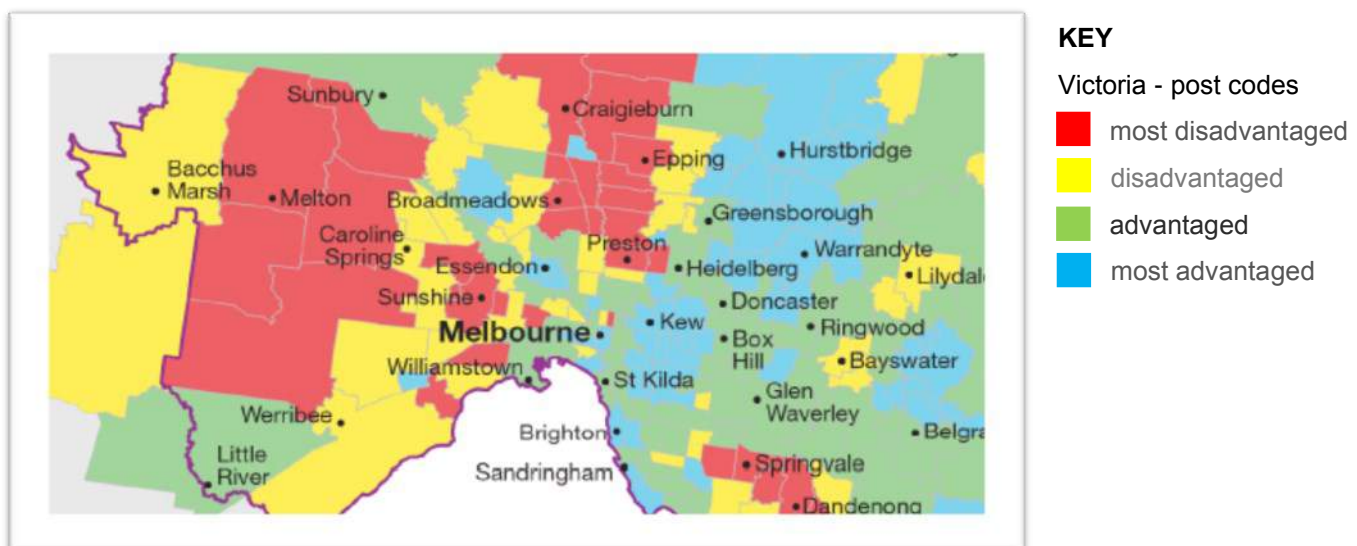 KEY
Victoria - post codes
most disadvantaged
disadvantaged
advantaged
most advantaged
Sunbury
Craigieburn
Bacchus
Marsh
Melton
Epping
Hurstbridge
Broadmeadows
Greensborough
Caroline
Springs
Preston
Warrandyte
Essendon
Heidelberg
Lilydal
Sunshine
Doncaster
Melbourne
Kew
Box
Hill
Ringwood
Bayswater
Williamstown
St Kilda
Glen
Waverley
Werribee
Brighton
Belgra
Little
River
Sandringham
Springvale
Dandenong